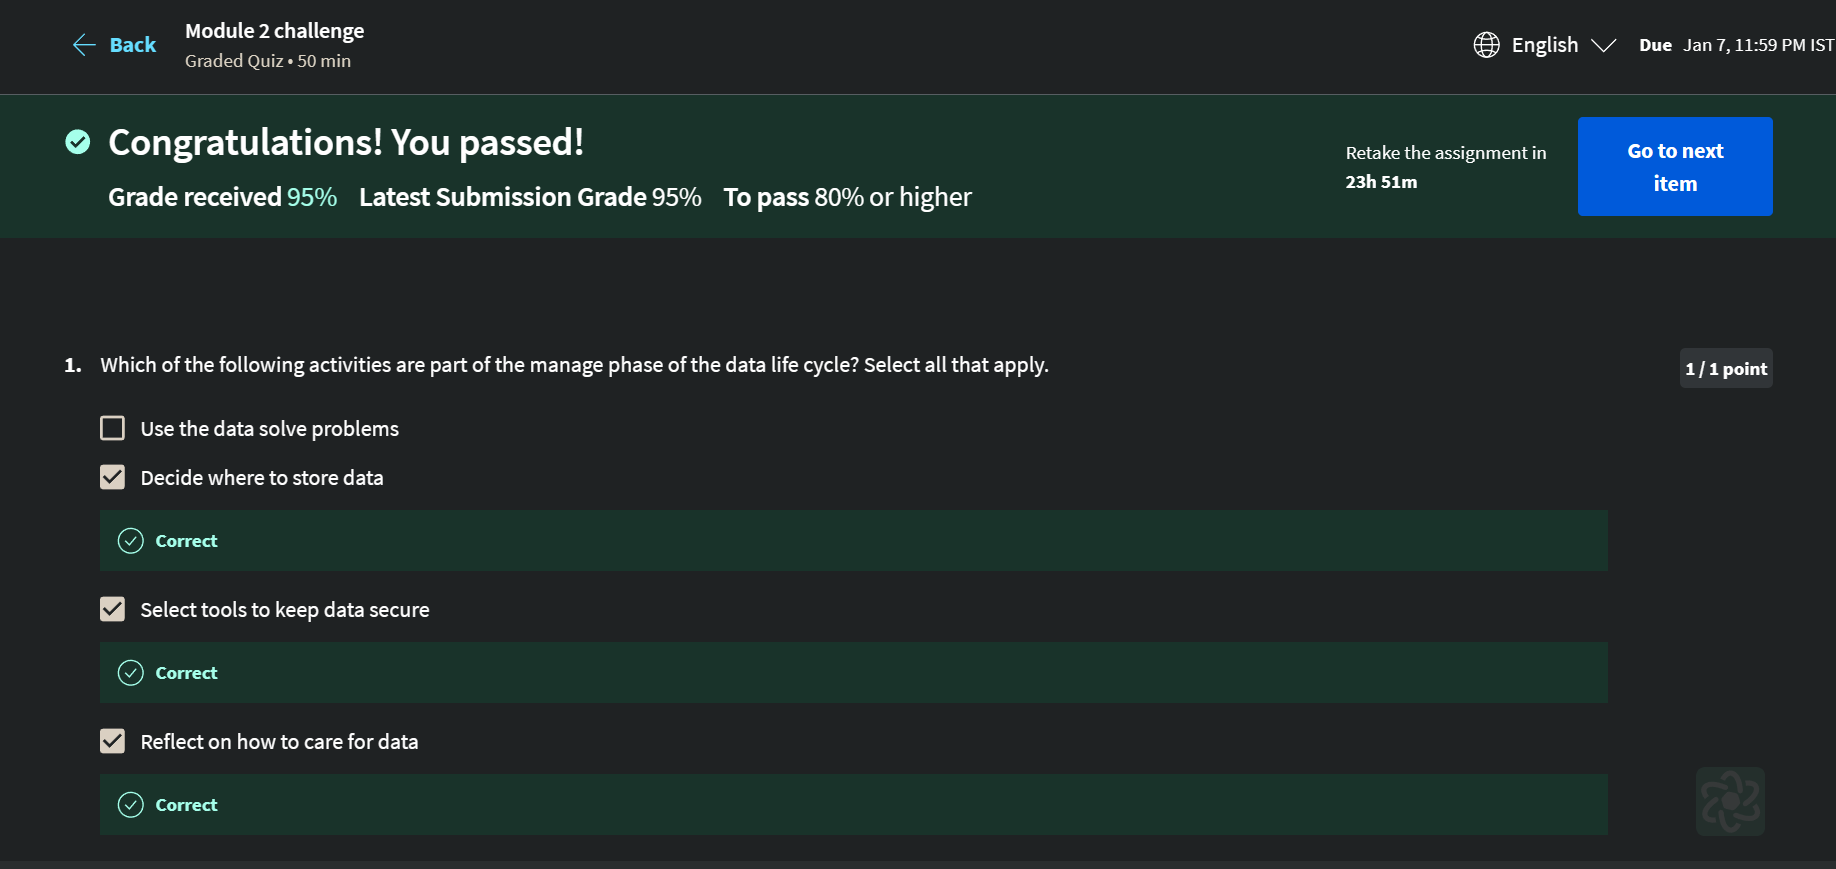 Back
Module 2 challenge
Graded Quiz • 50 min
English
Due Jan 7, 11:59 PM IST
Congratulations! You passed!
Grade received 95% Latest Submission Grade 95% To pass 80% or higher
Retake the assignment in
23h 51m
Go to next
item
1. Which of the following activities are part of the manage phase of the data life cycle? Select all that apply.
1 / 1 point
Use the data solve problems
Decide where to store data
Correct
Select tools to keep data secure
Correct
Reflect on how to care for data
Correct